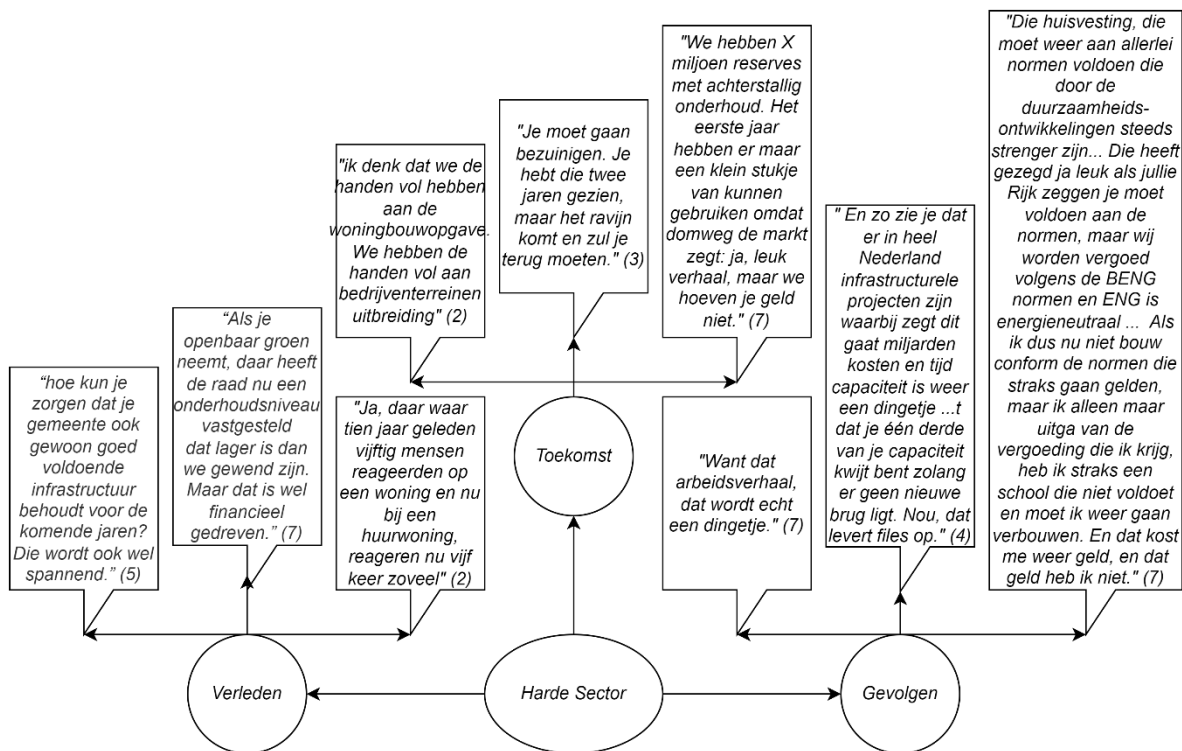 “hoe kun je
zorgen dat je
gemeente ook
gewoon goed
voldoende
infrastructuur
behoudt voor de
komende jaren?
Die wordt ook wel
spannend.” (5)
“Als je
openbaar groen
neemt, daar heeft
de raad nu een
onderhoudsniveau
vastgesteld
dat lager is dan
we gewend zijn.
Maar dat is wel
financieel
gedreven.” (7)
"Ja, daar waar
tien jaar geleden
vijftig mensen
reageerden op
een woning en nu
bij een
huurwoning,
reageren nu vijf
keer zoveel" (2)
"ik denk dat we de
handen vol hebben
aan de
woningbouwopgave.
We hebben de
handen vol aan
bedrijventerreinen
uitbreiding" (2)
"Je moet gaan
bezuinigen. Je
hebt die twee
jaren gezien,
maar het ravijn
komt en zul je
terug moeten." (3)
"We hebben X
miljoen reserves
met achterstallig
onderhoud. Het
eerste jaar
hebben er maar
een klein stukje
van kunnen
gebruiken omdat
domweg de markt
zegt: ja, leuk
verhaal, maar we
hoeven je geld
niet." (7)
"Want dat
arbeidsverhaal,
dat wordt echt
een dingetje." (7)
" En zo zie je dat
er in heel
Nederland
infrastructurele
projecten zijn
waarbij zegt dit
gaat miljarden
kosten en tijd
capaciteit is weer
een dingetje ...t
dat je één derde
van je capaciteit
kwijt bent zolang
er geen nieuwe
brug ligt. Nou, dat
levert files op." (4)
"Die huisvesting, die
moet weer aan allerlei
normen voldoen die
door de
duurzaamheids-
ontwikkelingen steeds
strenger zijn... Die heeft
gezegd ja leuk als jullie
Rijk zeggen je moet
voldoen aan de
normen, maar wij
worden vergoed
volgens de BENG
normen en ENG is
energieneutraal ... Als
ik dus nu niet bouw
conform de normen die
straks gaan gelden,
maar ik alleen maar
uitga van de
vergoeding die ik krijg,
heb ik straks een
school die niet voldoet
en moet ik weer gaan
verbouwen. En dat kost
me weer geld, en dat
geld heb ik niet." (7)
Toekomst
Verleden
Harde Sector
Gevolgen